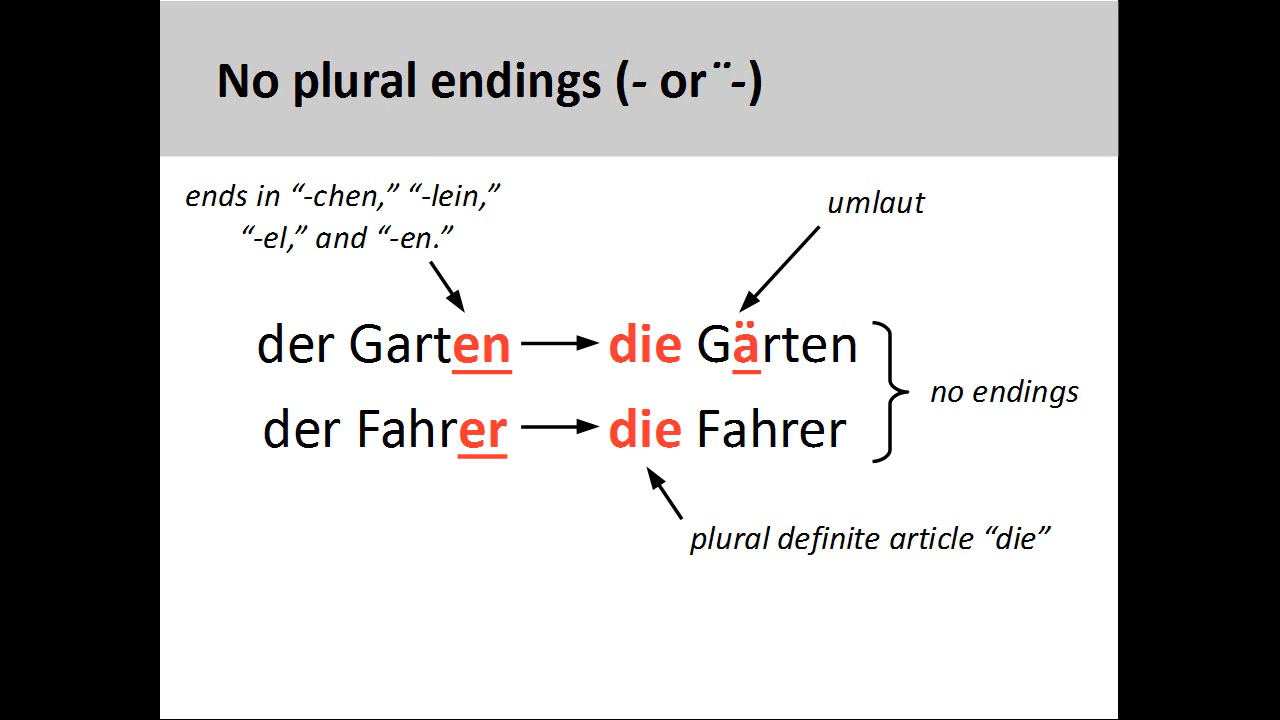 No plural endings (- or ¨-)
ends in “-chen,” “-lein,”
“-el,” and “-en.”
umlaut
der Garten die Gärten
no endings
der Fahrer die Fahrer
plural definite article “die”